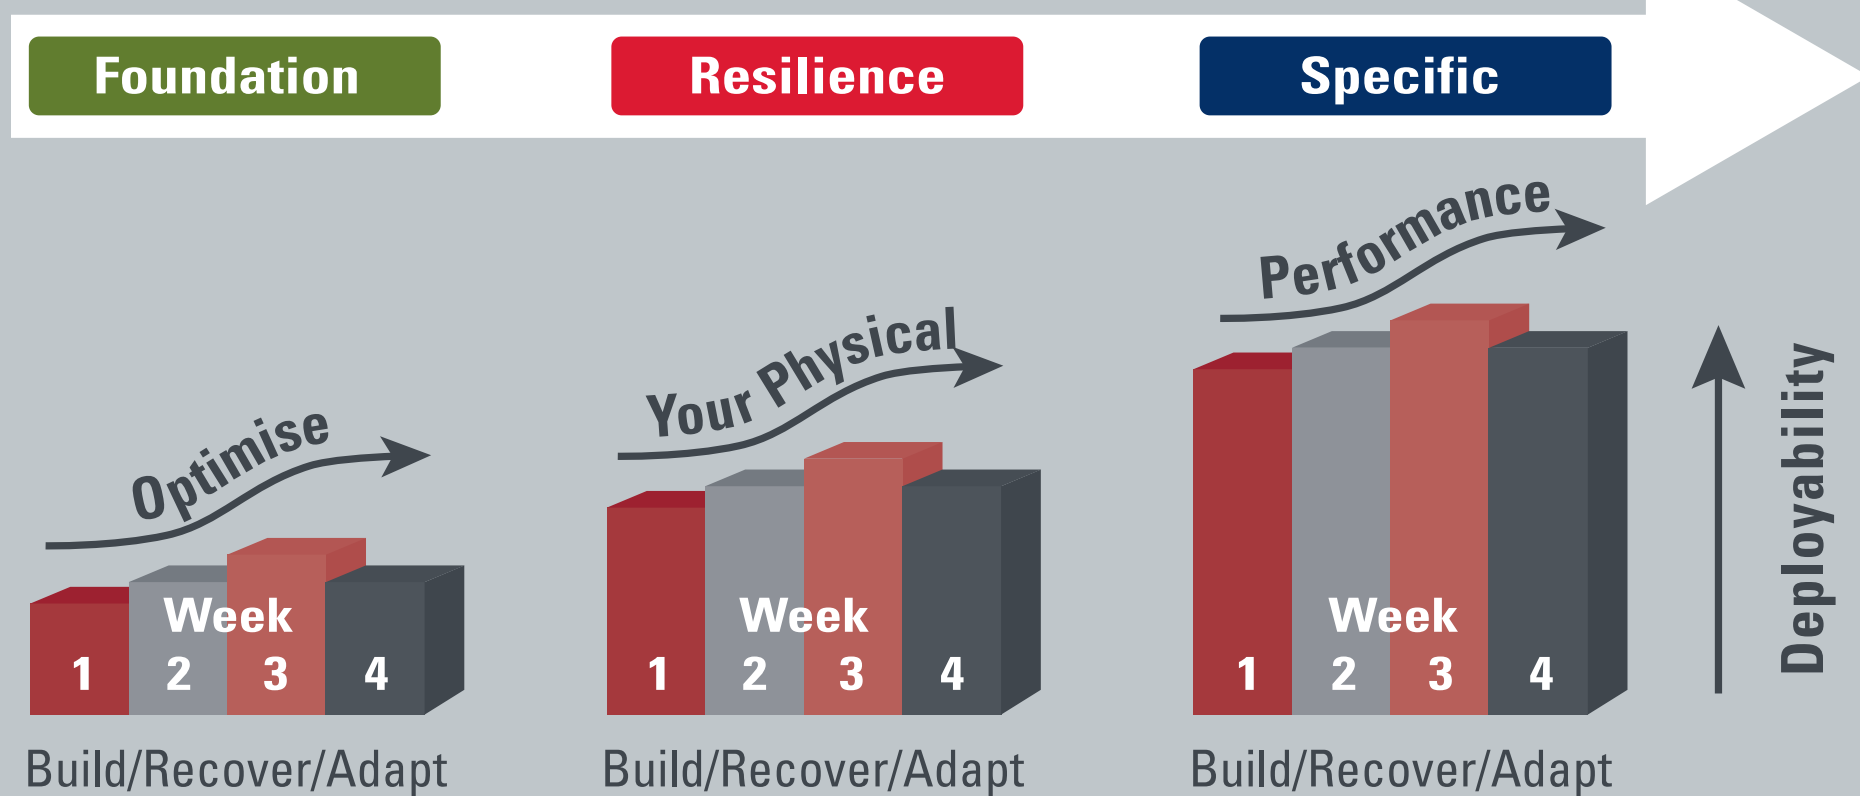 Foundation
Resilience
Specific
Optimise
Your Physical
Performance
Deployability
Week
1 2 3 4
Week
1 2 3 4
Week
1 2 3 4
Build/Recover/Adapt
Build/Recover/Adapt
Build/Recover/Adapt